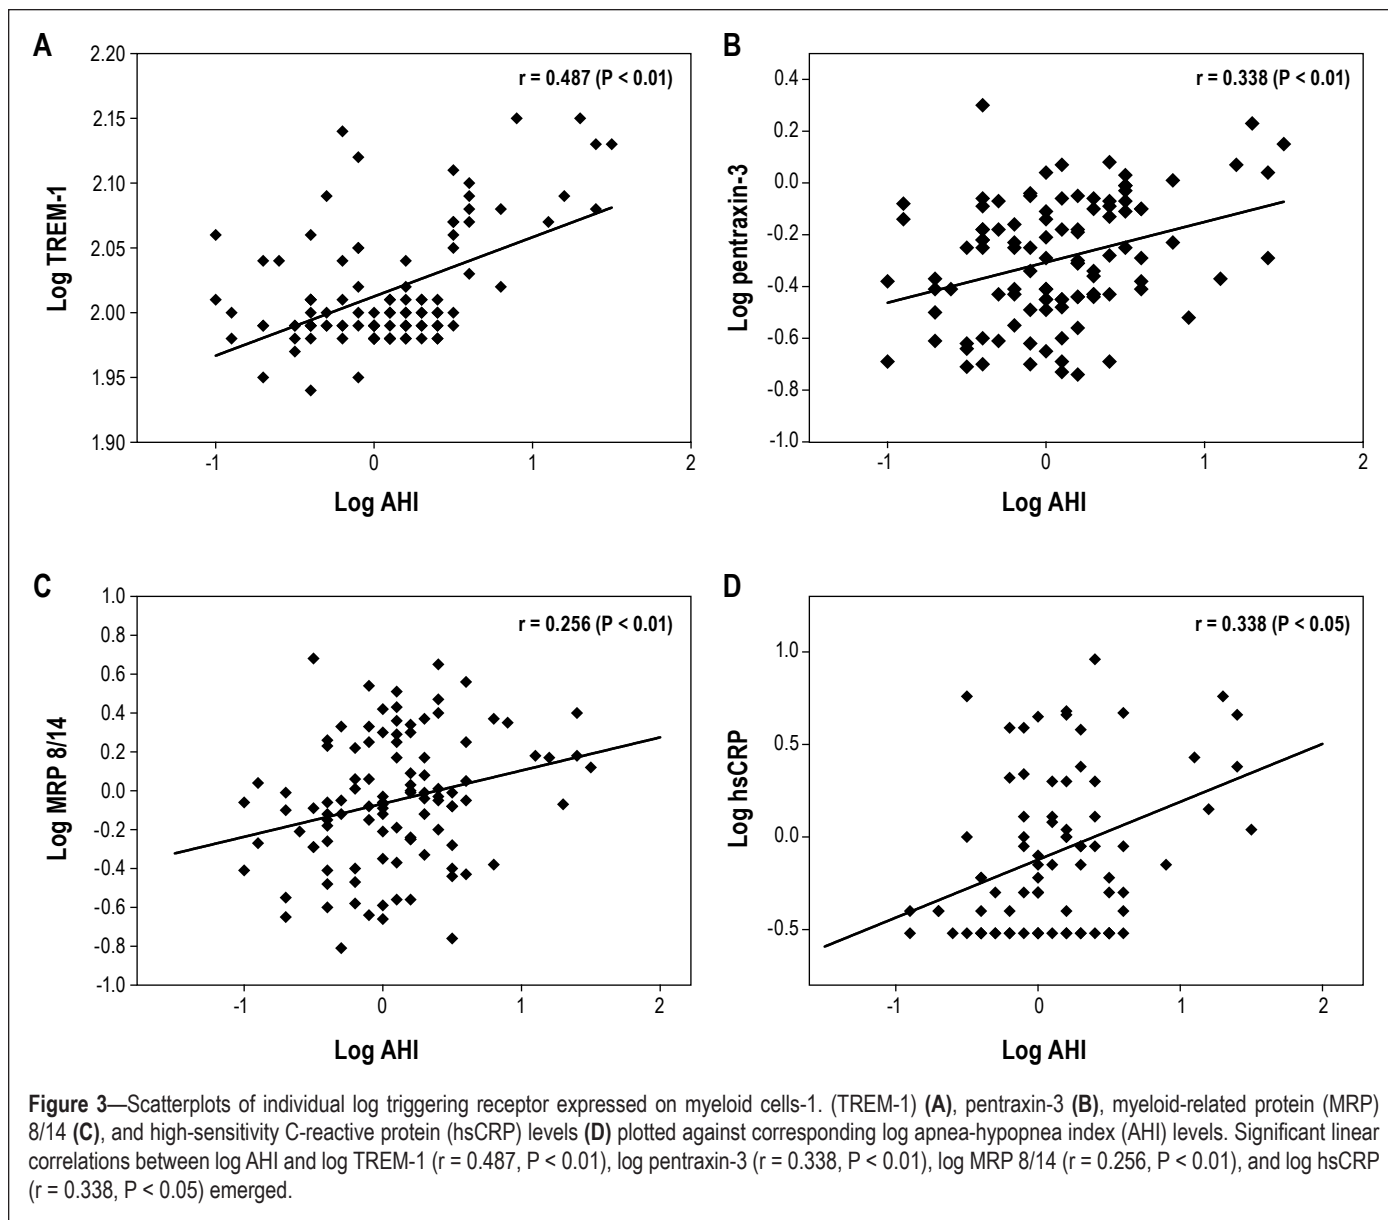 A
r = 0.487 (P < 0.01)
2.20
2.15
2.10
2.05
2.00
1.95
1.90
Log TREM-1
-1 0 1 2
Log AHI
B
r = 0.338 (P < 0.01)
0.4
0.2
0.0
-0.2
-0.4
-0.6
-0.8
-1.0
Log pentraxin-3
-1 0 1 2
Log AHI
C
r = 0.256 (P < 0.01)
1.0
0.8
0.6
0.4
0.2
0.0
-0.2
-0.4
-0.6
-0.8
-1.0
Log MRP 8/14
-1 0 1 2
Log AHI
D
r = 0.338 (P < 0.05)
1.0
0.5
0.0
-0.5
Log hsCRP
-1 0 1 2
Log AHI
Figure 3—Scatterplots of individual log triggering receptor expressed on myeloid cells-1. (TREM-1) (A), pentraxin-3 (B), myeloid-related protein (MRP)
8/14 (C), and high-sensitivity C-reactive protein (hsCRP) levels (D) plotted against corresponding log apnea-hypopnea index (AHI) levels. Significant linear
correlations between log AHI and log TREM-1 (r = 0.487, P < 0.01), log pentraxin-3 (r = 0.338, P < 0.01), log MRP 8/14 (r = 0.256, P < 0.01), and log hsCRP
(r = 0.338, P < 0.05) emerged.